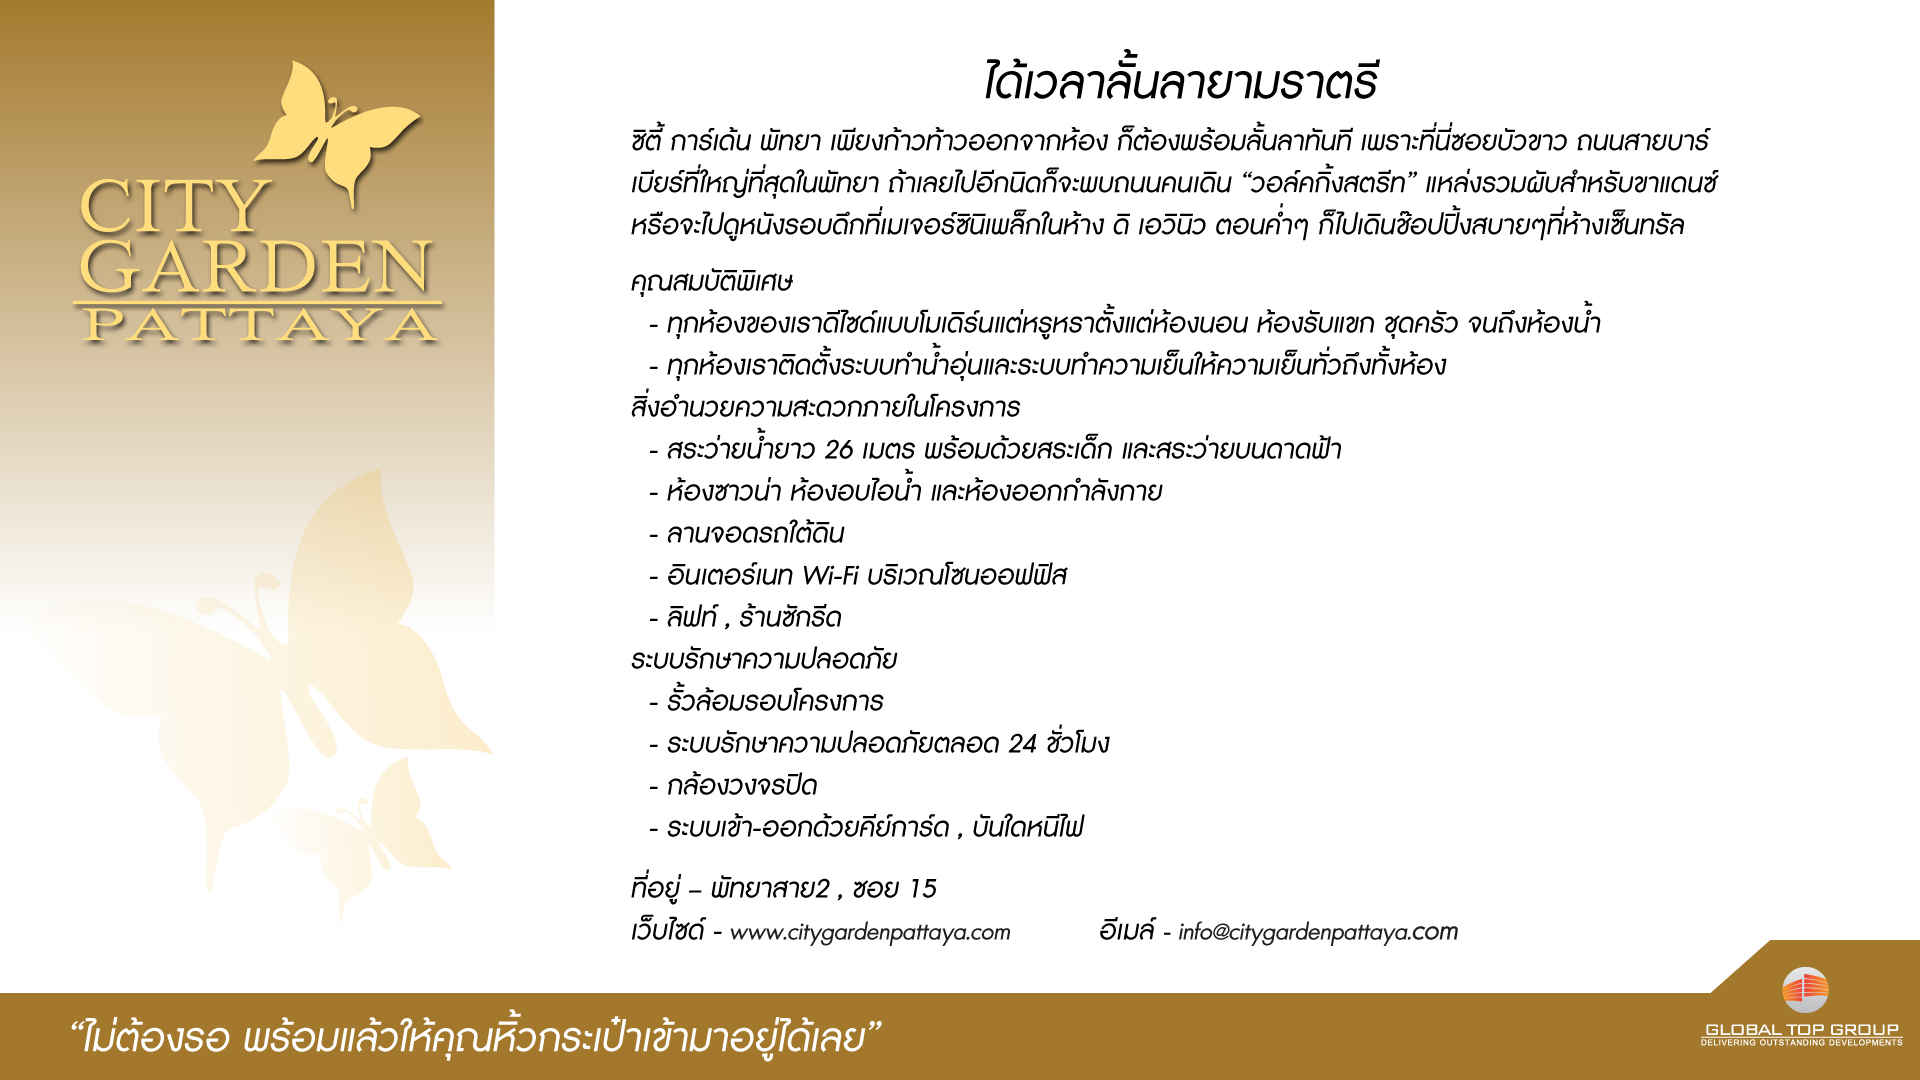 CITY
GARDEN
PATTAYA
ได้เวลาลั้นลายามราตรี
ซิตี้ การ์เด้น พัทยา เพียงก้าวท้าวออกจากห้อง ก็ต้องพร้อมลั้นลาทันที เพราะที่นี่ซอยบัวขาว ถนนสายบาร์
เบียร์ที่ใหญ่ที่สุดในพัทยา ถ้าเลยไปอีกนิดก็จะพบถนนคนเดิน “วอล์คกิ้งสตรีท” แหล่งรวมผับสำหรับขาแดนซ์
หรือจะไปดูหนังรอบดึกที่เมเจอร์ซินิเพล็กในห้าง ดิ เอวินิว ตอนค่ำๆ ก็ไปเดินช๊อปปิ้งสบายๆที่ห้างเซ็นทรัล
คุณสมบัติพิเศษ
- ทุกห้องของเราดีไซด์แบบโมเดิร์นแต่หรูหราตั้งแต่ห้องนอน ห้องรับแขก ชุดครัว จนถึงห้องน้ำ
- ทุกห้องเราติดตั้งระบบทำน้ำอุ่นและระบบทำความเย็นให้ความเย็นทั่วถึงทั้งห้อง
สิ่งอำนวยความสะดวกภายในโครงการ
- สระว่ายน้ำยาว 26 เมตร พร้อมด้วยสระเด็ก และสระว่ายบนดาดฟ้า
- ห้องซาวน่า ห้องอบไอน้ำ และห้องออกกำลังกาย
- ลานจอดรถใต้ดิน
- อินเตอร์เนท Wi-Fi บริเวณโซนออฟฟิส
- ลิฟท์ , ร้านซักรีด
ระบบรักษาความปลอดภัย
- รั้วล้อมรอบโครงการ
- ระบบรักษาความปลอดภัยตลอด 24 ชั่วโมง
- กล้องวงจรปิด
- ระบบเข้า-ออกด้วยคีย์การ์ด , บันใดหนีไฟ
ที่อยู่ – พัทยาสาย2 , ซอย 15
เว็บไซด์ - www.citygardenpattaya.com อีเมล์ - info@citygardenpattaya.com
“ไม่ต้องรอ พร้อมแล้วให้คุณหิ้วกระเป๋าเข้ามาอยู่ได้เลย”
GLOBAL TOP GROUP
DELIVERING OUTSTANDING DEVELOPMENTS